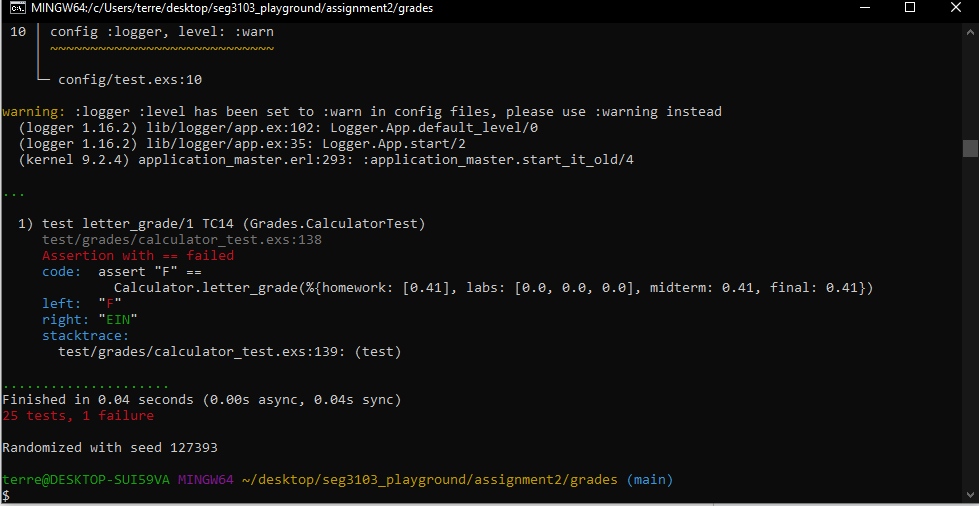 MINGW64:/c/Users/terre/desktop/seg3103_playground/assignment2/grades
10 │ config :logger, level: :warn
│ ~~~~~~~~~~~~~~~~~~~~~~~~~~~~
│
└─ config/test.exs:10
warning: :logger :level has been set to :warn in config files, please use :warning instead
(logger 1.16.2) lib/logger/app.ex:102: Logger.App.default_level/0
(logger 1.16.2) lib/logger/app.ex:35: Logger.App.start/2
(kernel 9.2.4) application_master.erl:293: :application_master.start_it_old/4
...
1) test letter_grade/1 TC14 (Grades.CalculatorTest)
test/grades/calculator_test.exs:138
Assertion with == failed
code:  assert "F" ==
Calculator.letter_grade(%{homework: [0.41], labs: [0.0, 0.0, 0.0], midterm: 0.41, final: 0.41})
left:  "F"
right: "EIN"
stacktrace:
test/grades/calculator_test.exs:139: (test)
.....................
Finished in 0.04 seconds (0.00s async, 0.04s sync)
25 tests, 1 failure
Randomized with seed 127393
terre@DESKTOP-SUI59VA MINGW64 ~/desktop/seg3103_playground/assignment2/grades (main)
$